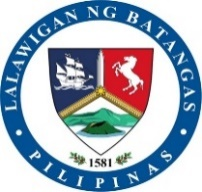 LALAWIGAN NG BATANGAS
1581
• PILIPINAS •